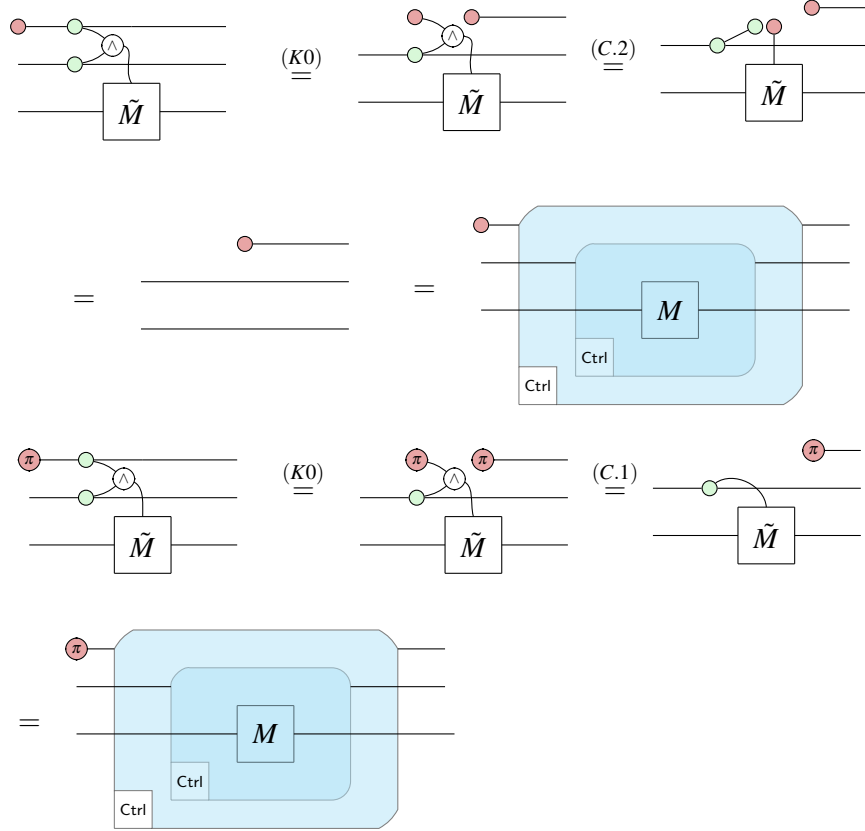 ∧ (K0) = ∧ (C.2) =
M̃ M̃ M̃
= = M
Ctrl
Ctrl
π π π
∧ (K0) = ∧ (C.1) =
M̃ M̃ M̃
π
= M
Ctrl
Ctrl